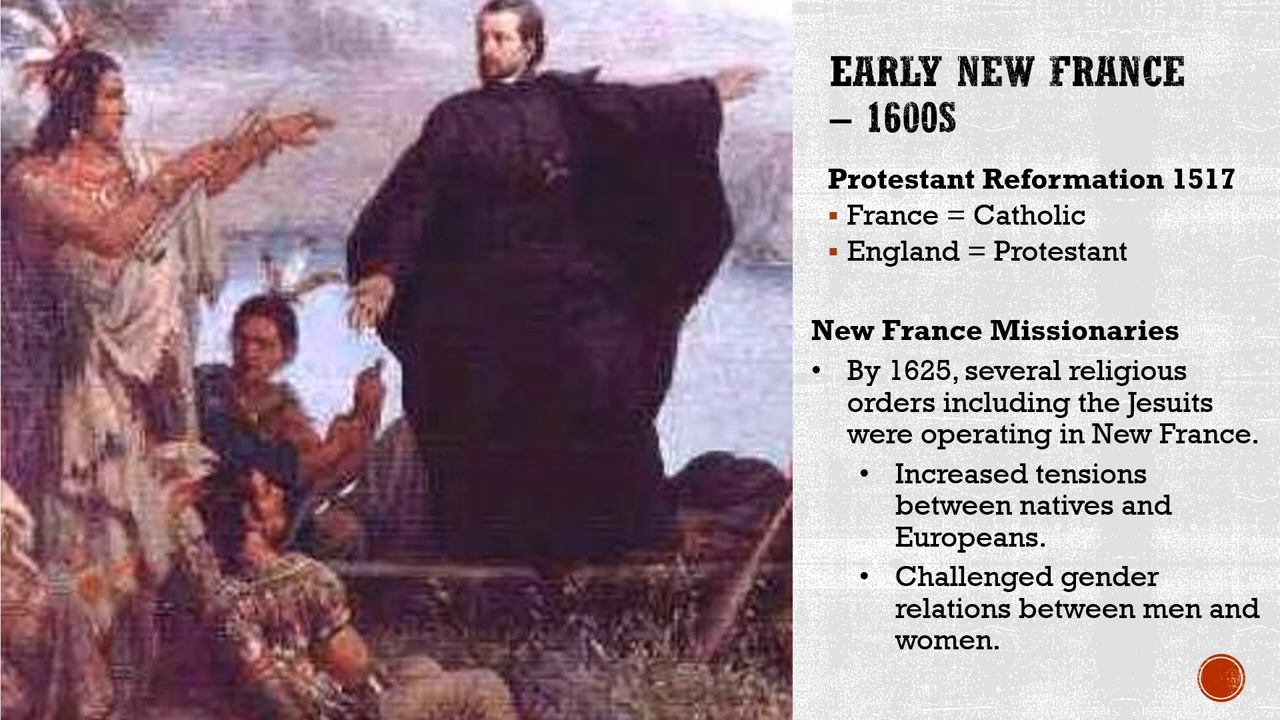 EARLY NEW FRANCE
– 1600S
Protestant Reformation 1517
▪ France = Catholic
▪ England = Protestant
New France Missionaries
• By 1625, several religious
orders including the Jesuits
were operating in New France.
• Increased tensions
between natives and
Europeans.
• Challenged gender
relations between men and
women.